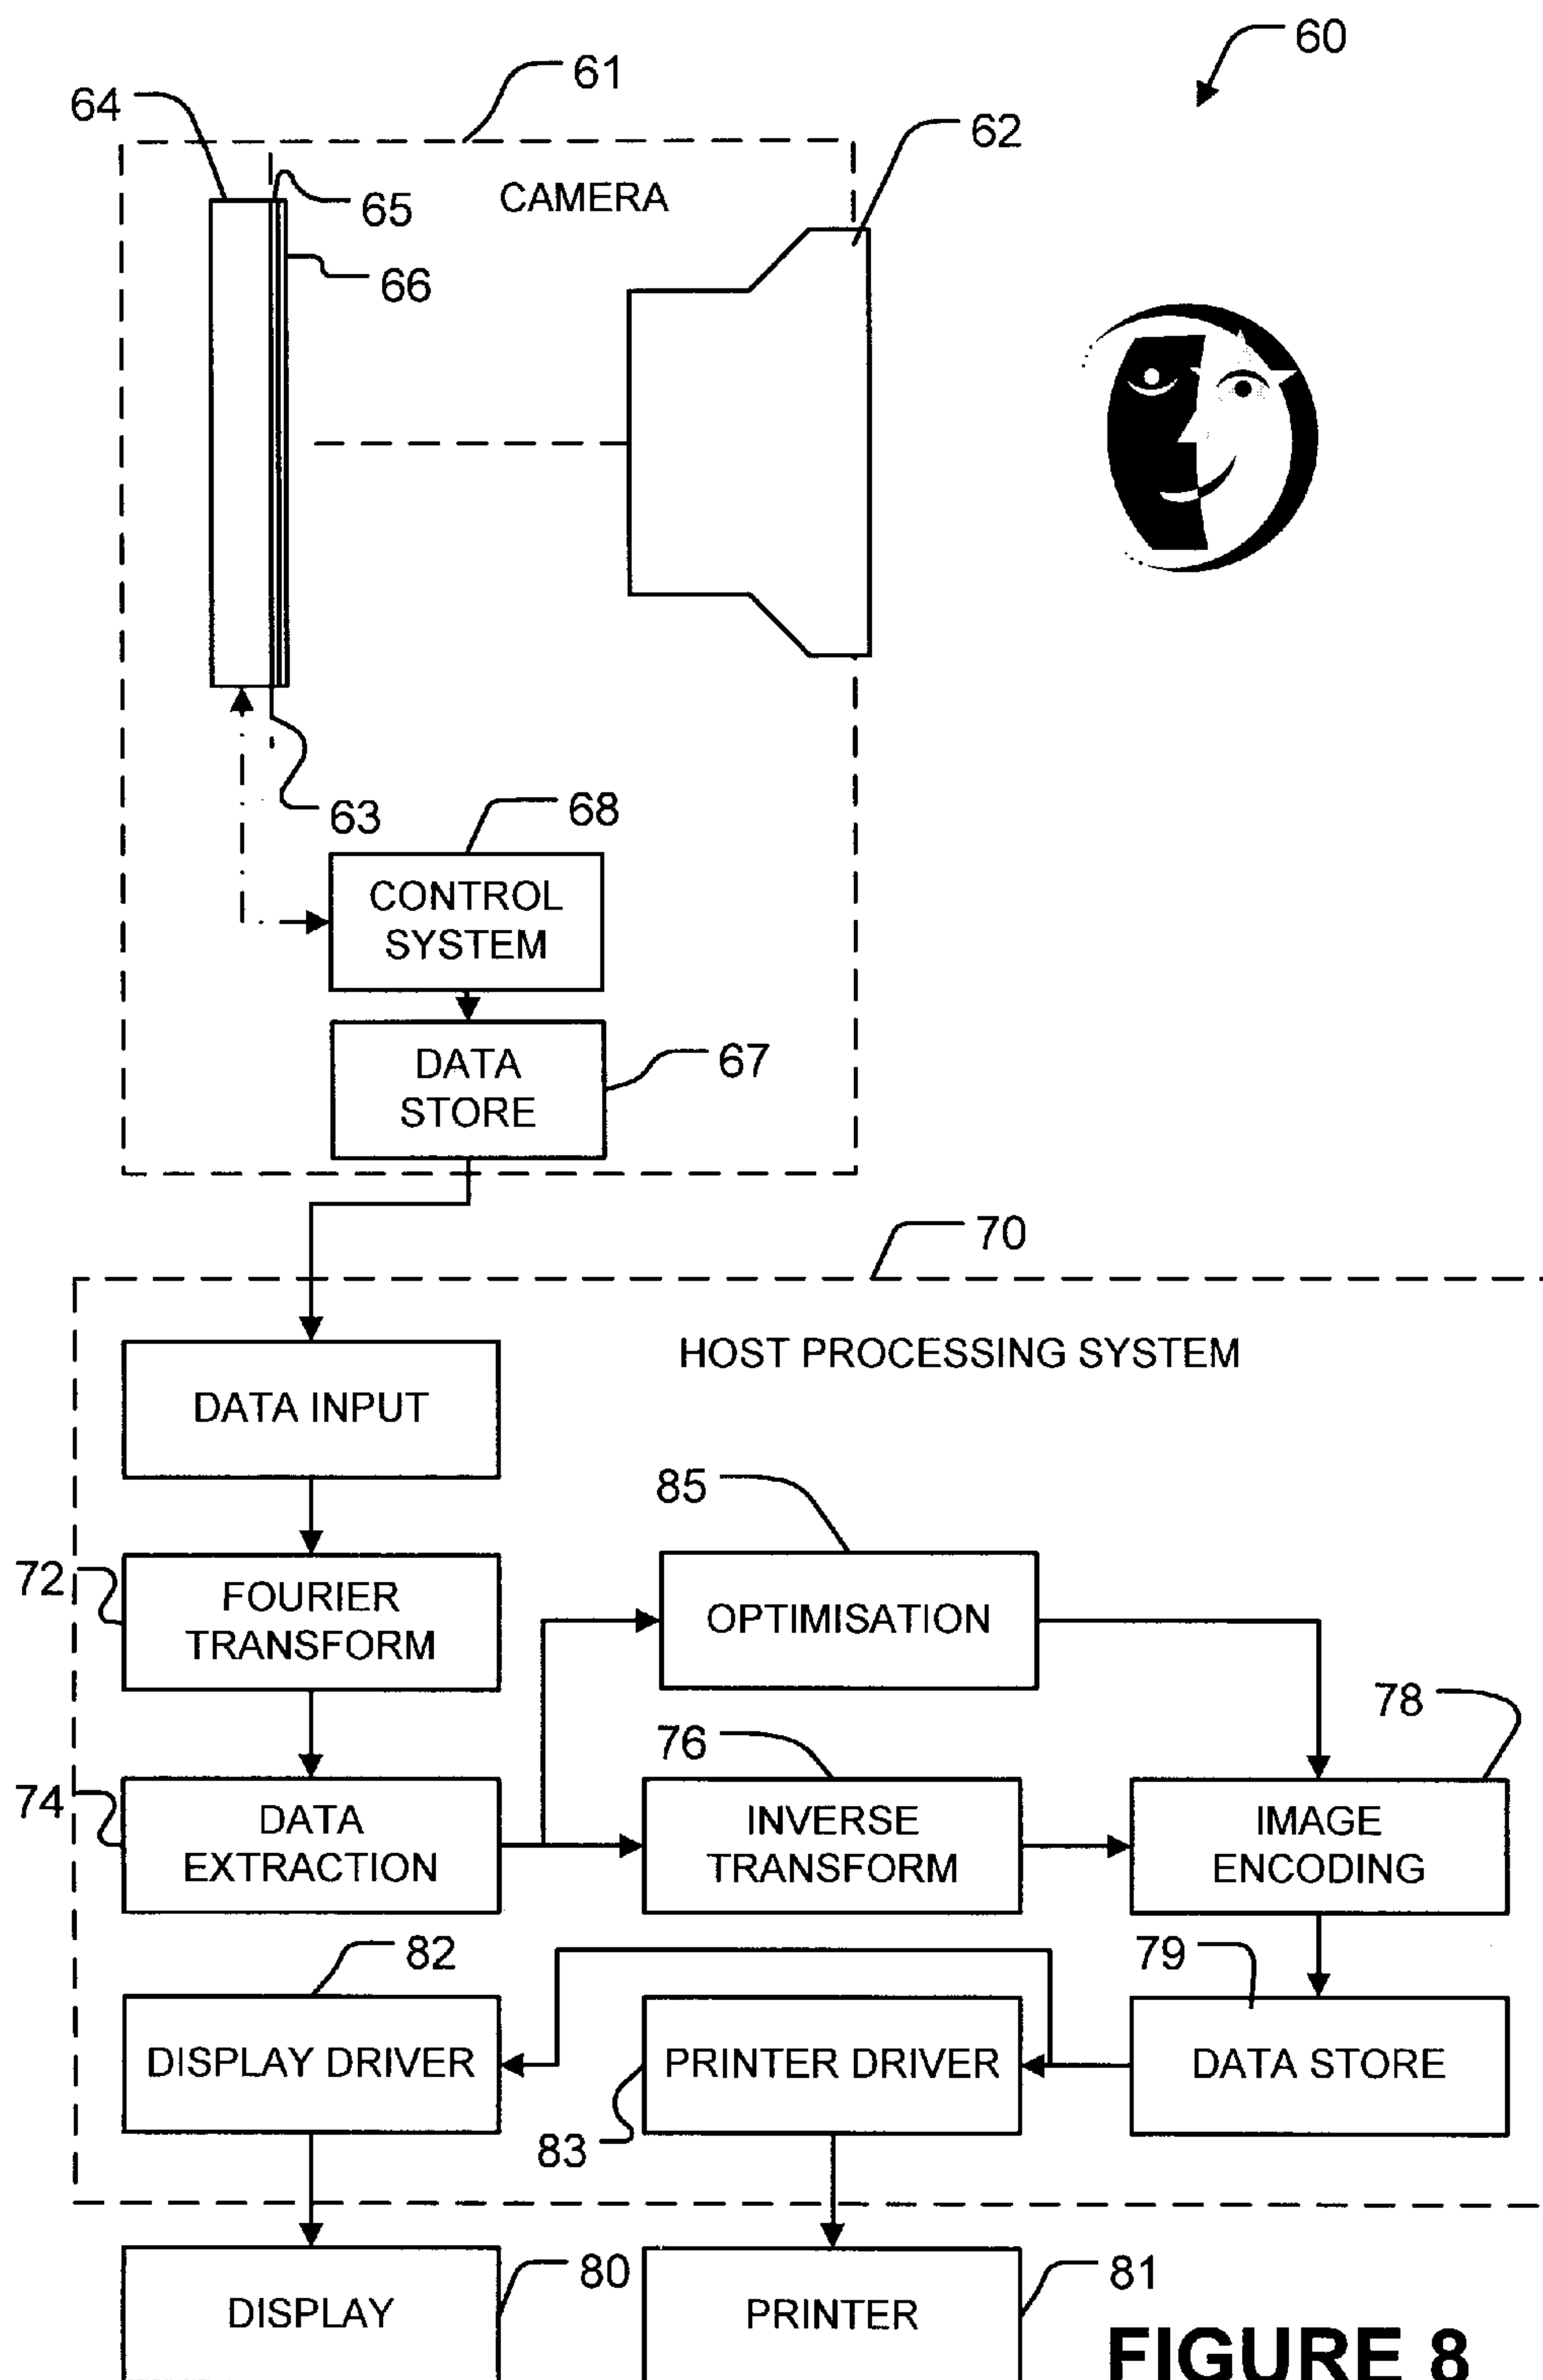 60
61
64
62
CAMERA
65
66
63
68
CONTROL
SYSTEM
DATA
STORE
67
70
HOST PROCESSING SYSTEM
DATA INPUT
85
72
FOURIER
TRANSFORM
OPTIMISATION
78
76
74
DATA
EXTRACTION
INVERSE
TRANSFORM
IMAGE
ENCODING
82
79
DISPLAY DRIVER
PRINTER DRIVER
DATA STORE
83
80
81
DISPLAY
PRINTER
FIGURE 8